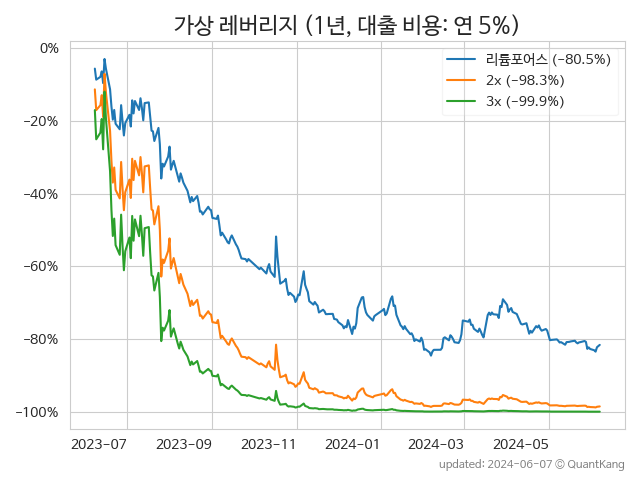 가상 레버리지 (1년, 대출 비용: 연 5%)
0%
−20%
−40%
−60%
−80%
−100%
리튬포어스 (−80.5%)
2x (−98.3%)
3x (−99.9%)
2023-07 2023-09 2023-11 2024-01 2024-03 2024-05
updated: 2024-06-07 © QuantKang